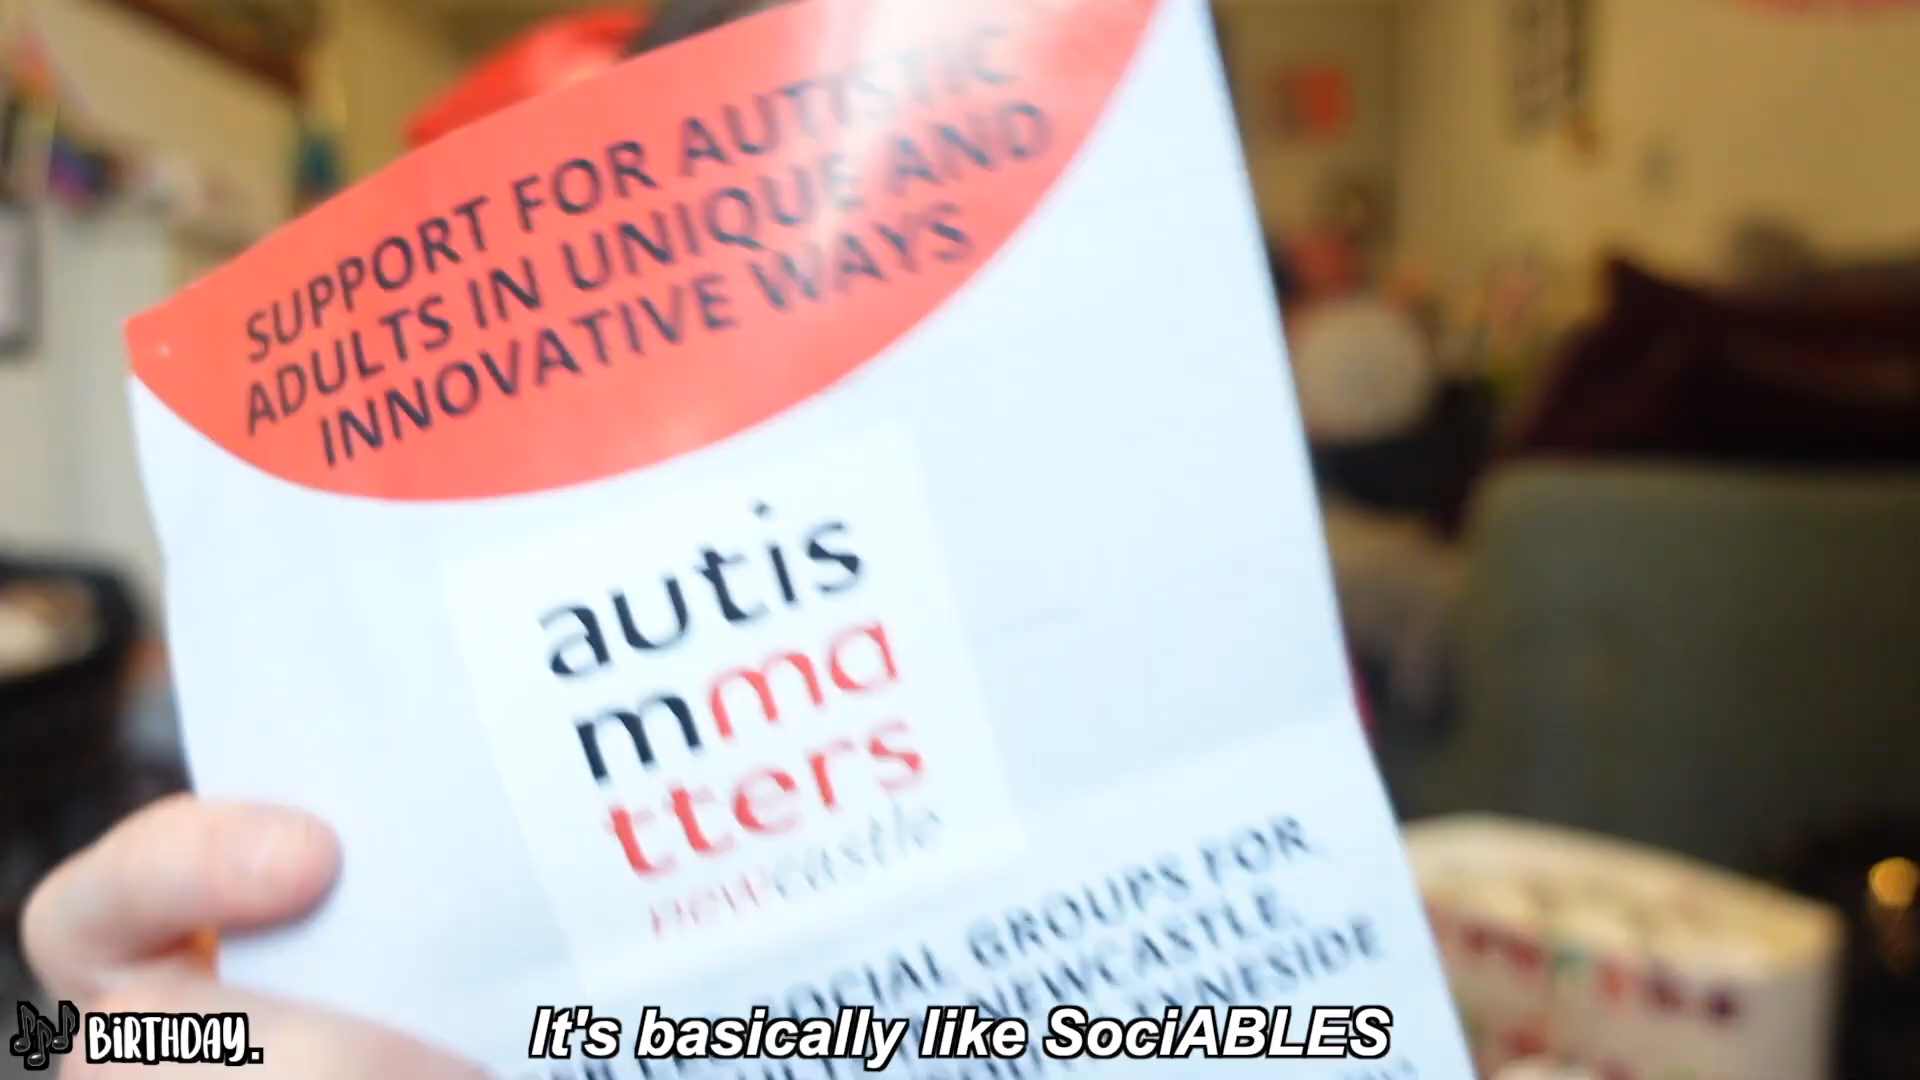 SUPPORT FOR AUTISTIC
ADULTS IN UNIQUE AND
INNOVATIVE WAYS
autis
mma
tters
newcastle
SOCIAL GROUPS FOR
NEWCASTLE,
TYNESIDE
It's basically like SociABLES
BIRTHDAY.